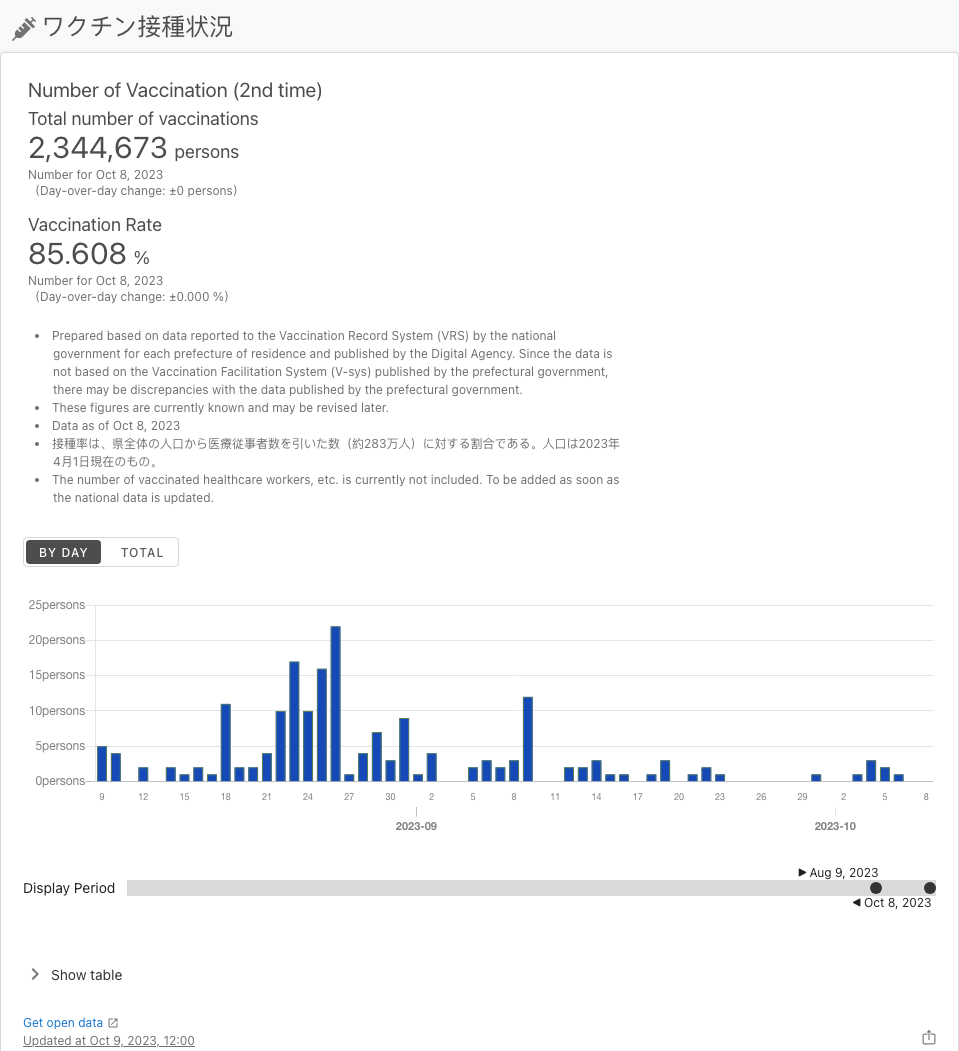 ワクチン接種状況
Number of Vaccination (2nd time)
Total number of vaccinations
2,344,673 persons
Number for Oct 8, 2023
(Day-over-day change: ±0 persons)
Vaccination Rate
85.608 %
Number for Oct 8, 2023
(Day-over-day change: ±0.000 %)
• Prepared based on data reported to the Vaccination Record System (VRS) by the national
government for each prefecture of residence and published by the Digital Agency. Since the data is
not based on the Vaccination Facilitation System (V-sys) published by the prefectural government,
there may be discrepancies with the data published by the prefectural government.
• These figures are currently known and may be revised later.
• Data as of Oct 8, 2023
• 接種率は、県全体の人口から医療従事者数を引いた数（約283万人）に対する割合である。人口は2023年
4月1日現在のもの。
• The number of vaccinated healthcare workers, etc. is currently not included. To be added as soon as
the national data is updated.
BY DAY TOTAL
25persons
20persons
15persons
10persons
5persons
0persons
9 12 15 18 21 24 27 30 2 5 8 11 14 17 20 23 26 29 2 5 8
2023-09 2023-10
▶ Aug 9, 2023
Display Period
◀ Oct 8, 2023
Show table
Get open data
Updated at Oct 9, 2023, 12:00